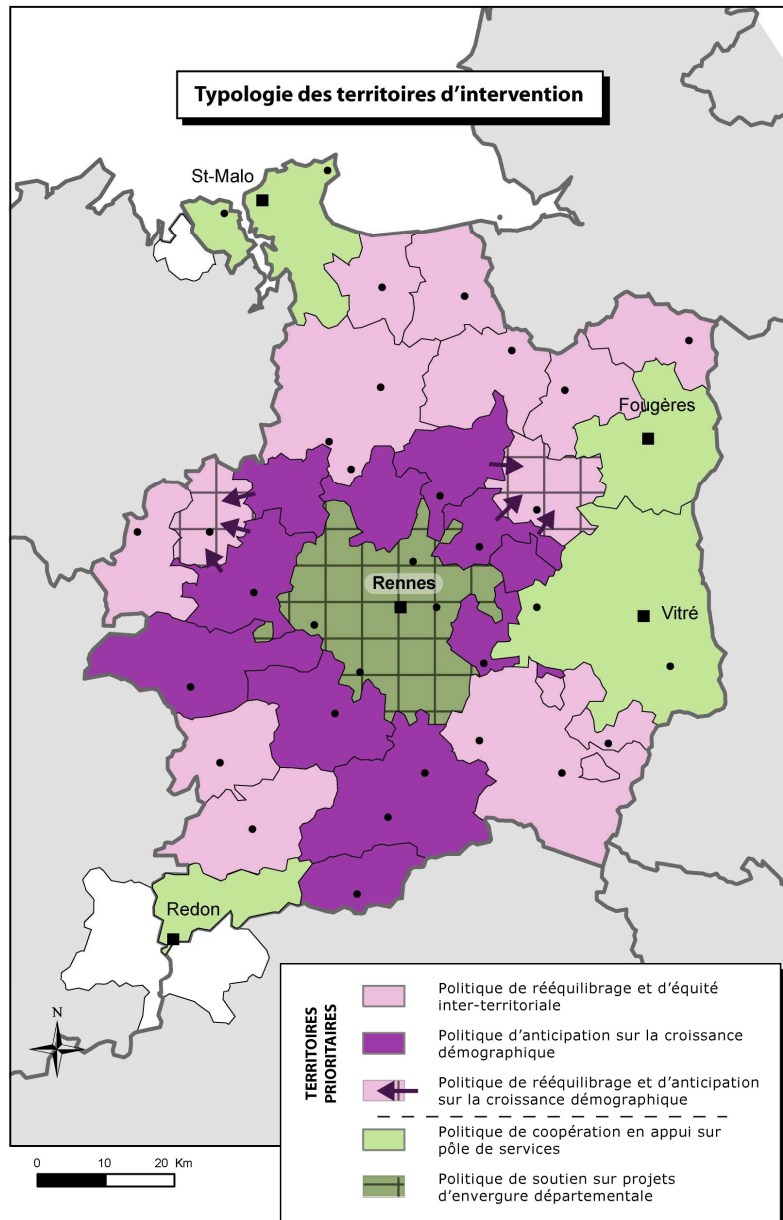 Typologie des territoires d'intervention
St-Malo
Fougères
Rennes
Vitré
Redon
N
0 10 20 Km
TERRITOIRES
PRIORITAIRES
Politique de rééquilibrage et d'équité
inter-territoriale
Politique d'anticipation sur la croissance
démographique
Politique de rééquilibrage et d'anticipation
sur la croissance démographique
Politique de coopération en appui sur
pôle de services
Politique de soutien sur projets
d'envergure départementale